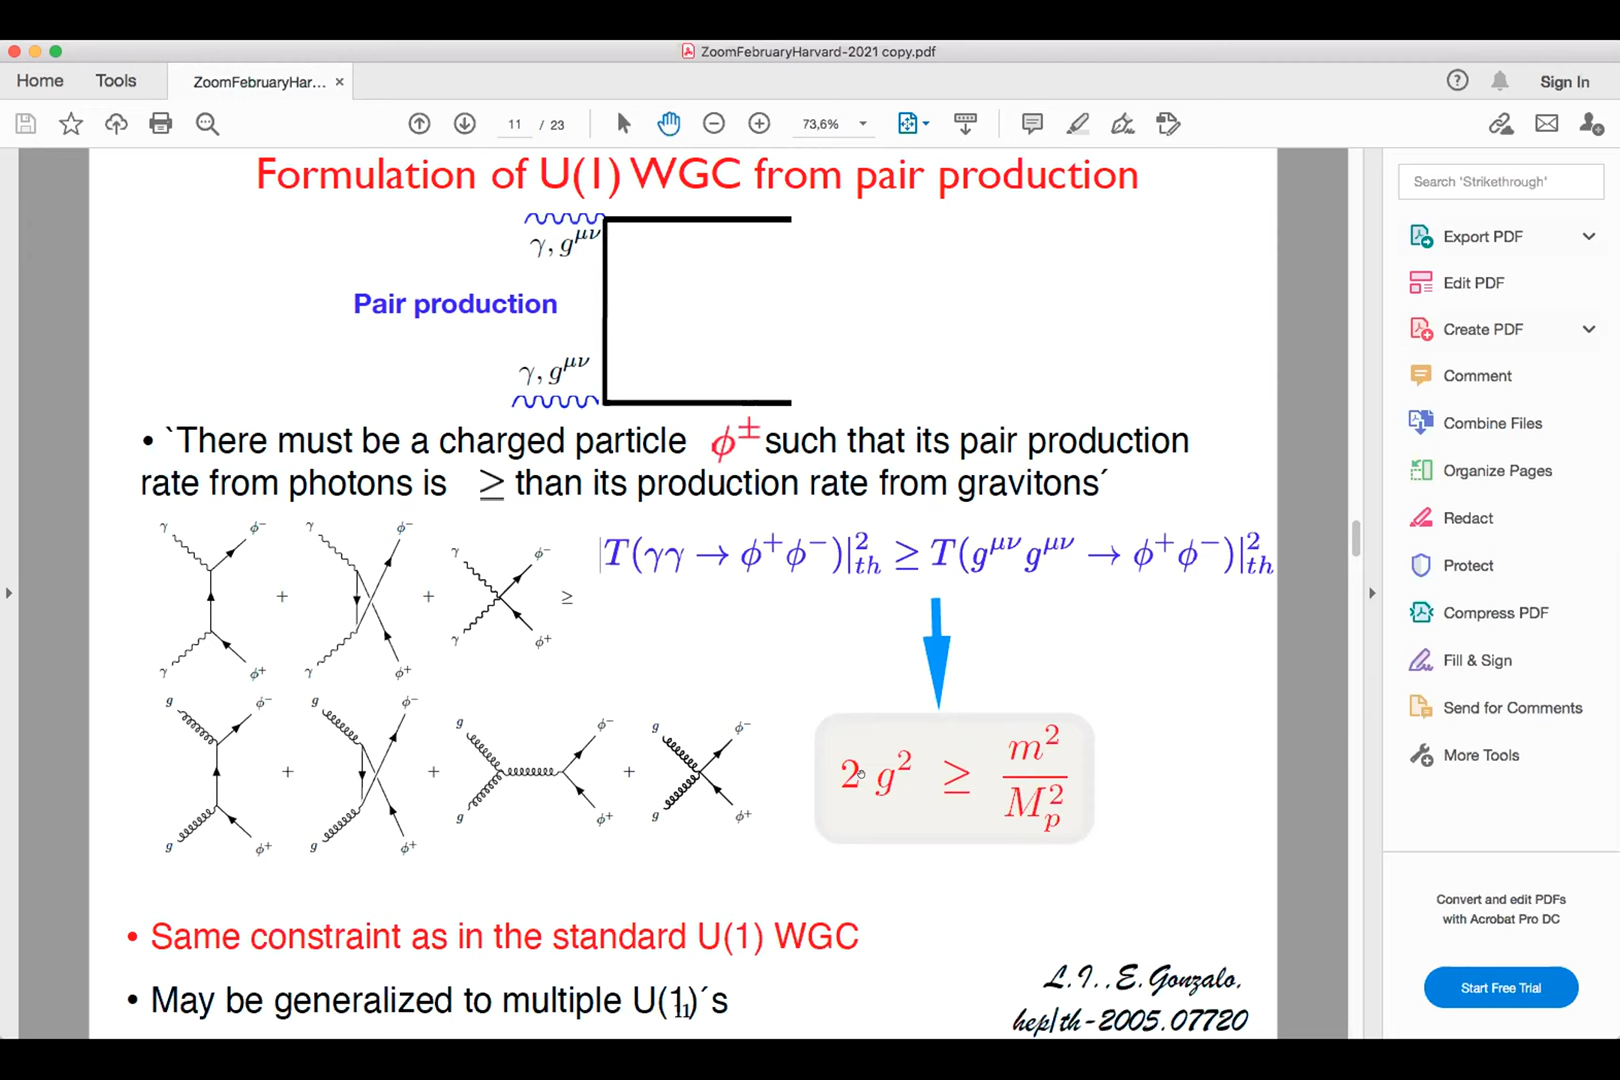 ZoomFebruaryHarvard-2021 copy.pdf
Home
Tools
ZoomFebruaryHar... ×
Sign In
11 / 23
73,6%
Formulation of U(1) WGC from pair production
γ, g^{μν}
Pair production
γ, g^{μν}
• `There must be a charged particle ϕ^± such that its pair production
rate from photons is ≥ than its production rate from gravitons´
γ ϕ^- γ ϕ^-
γ ϕ^-
|T(γγ → ϕ^+ϕ^-)|^2_{th} ≥ T(g^{μν}g^{μν} → ϕ^+ϕ^-)|^2_{th}
+ + ≥
γ ϕ^+
γ ϕ^+ γ ϕ^+
g ϕ^- g ϕ^-
g ϕ^- g ϕ^-
+ + +
g ϕ^+ g ϕ^+
g ϕ^+ g ϕ^+
2 g^2 ≥ m^2 / M_p^2
• Same constraint as in the standard U(1) WGC
L.I., E.Gonzalo,
• May be generalized to multiple U(1)´s
11
hep/th-2005.07720
Search 'Strikethrough'
Export PDF
Edit PDF
Create PDF
Comment
Combine Files
Organize Pages
Redact
Protect
Compress PDF
Fill & Sign
Send for Comments
More Tools
Convert and edit PDFs
with Acrobat Pro DC
Start Free Trial